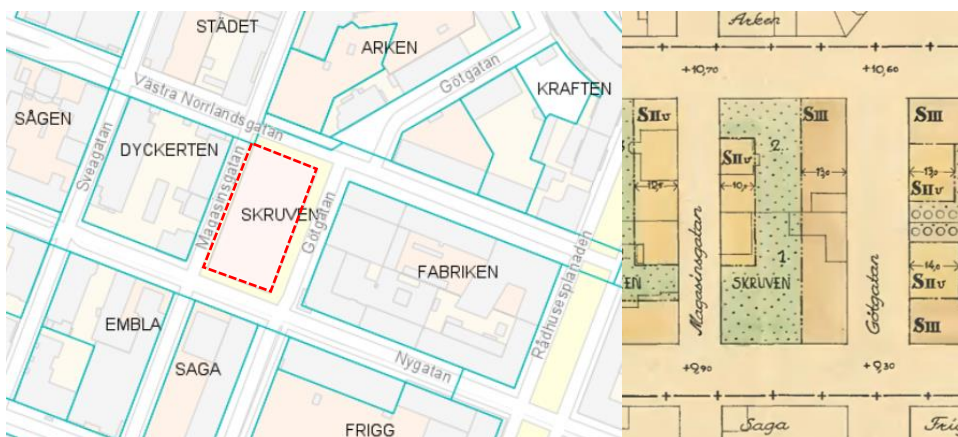 STÄDET
ARKEN
Götgatan
KRAFTEN
Västra Norrlandsgatan
SÅGEN
Sveagatan
DYCKERTEN
Magasinsgatan
SKRUVEN
Götgatan
FABRIKEN
Rådhusesplanaden
EMBLA
SAGA
Nygatan
FRIGG
Arken
+10,70
+10,60
SIIv
2
SIII
SIII
SIIv
10,0
13,0
13,0
SIIv
Magasinsgatan
1
SKRUVEN
Götgatan
14,0
SIIv
SIII
+9,90
+9,30
Saga